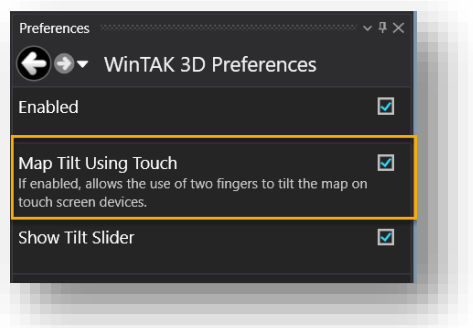 Preferences
WinTAK 3D Preferences
Enabled
Map Tilt Using Touch
If enabled, allows the use of two fingers to tilt the map on
touch screen devices.
Show Tilt Slider